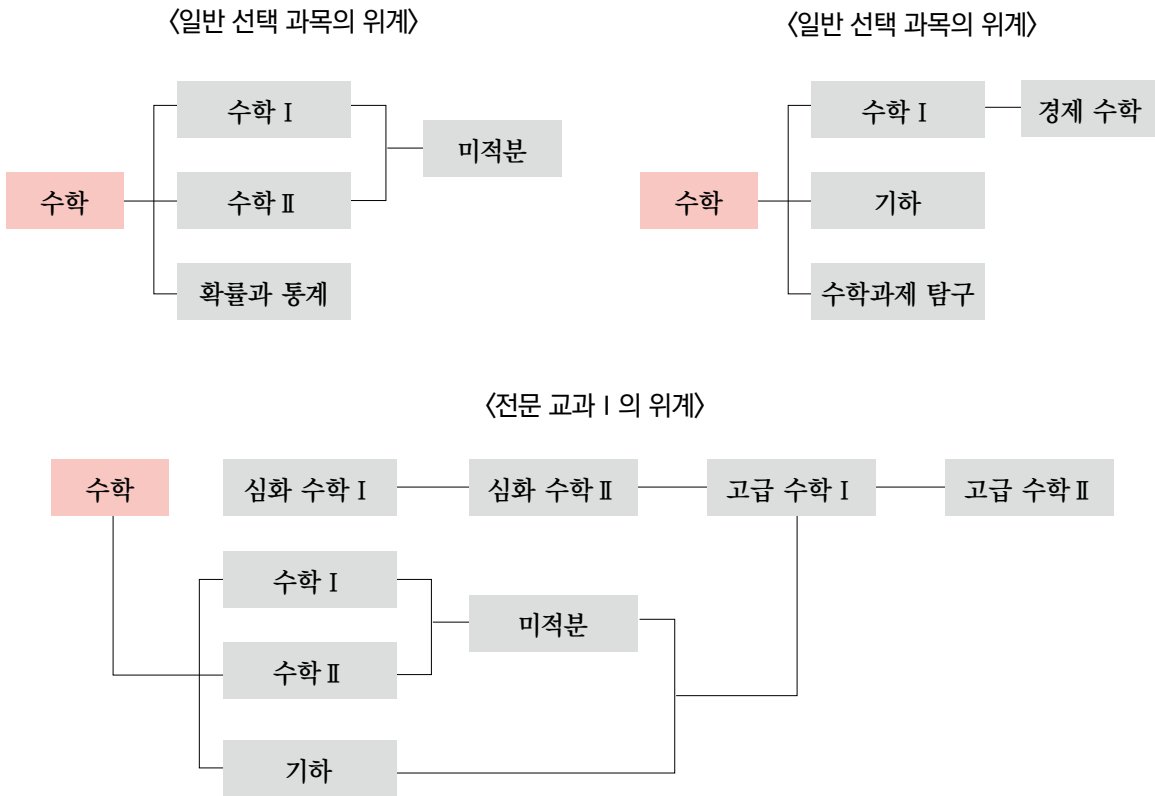 〈일반 선택 과목의 위계〉
수학 Ⅰ
미적분
수학
수학 Ⅱ
확률과 통계
〈일반 선택 과목의 위계〉
수학 Ⅰ
경제 수학
수학
기하
수학과제 탐구
〈전문 교과 Ⅰ 의 위계〉
수학
심화 수학 Ⅰ
심화 수학 Ⅱ
고급 수학 Ⅰ
고급 수학 Ⅱ
수학 Ⅰ
미적분
수학 Ⅱ
기하